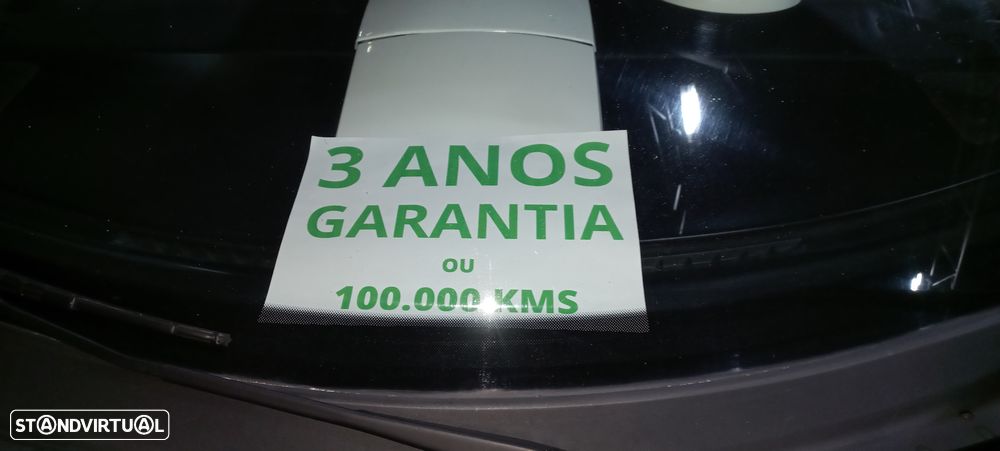 3 ANOS
GARANTIA
OU
100.000 KMS
STANDVIRTUAL